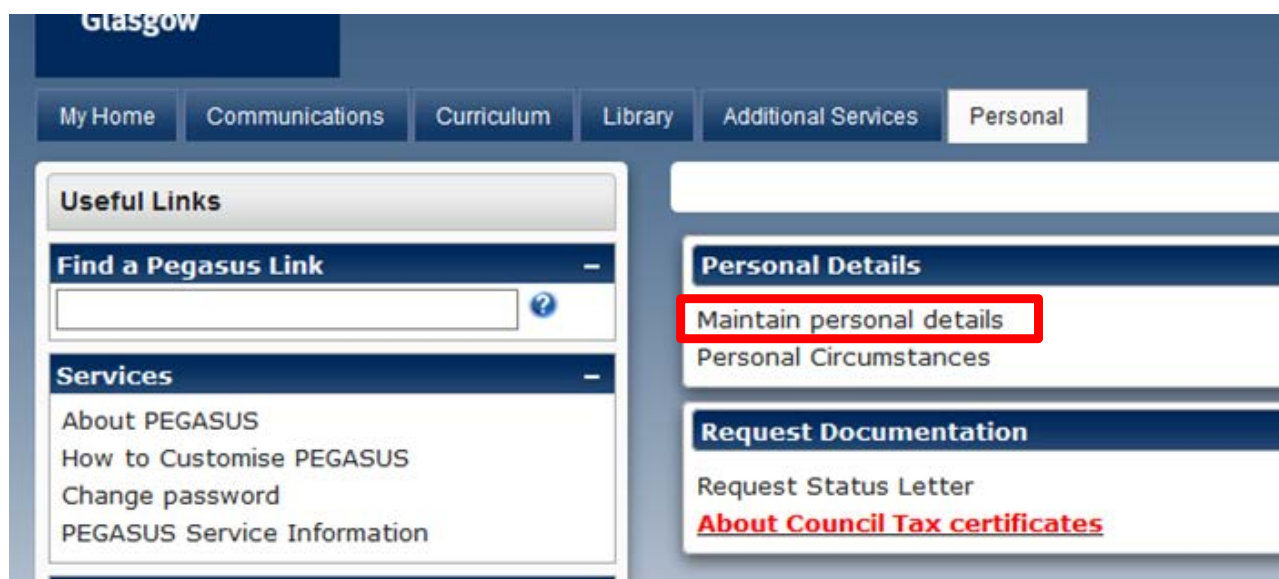 Glasgow
My Home Communications Curriculum Library Additional Services Personal
Useful Links
Find a Pegasus Link
Services
About PEGASUS
How to Customise PEGASUS
Change password
PEGASUS Service Information
Personal Details
Maintain personal details
Personal Circumstances
Request Documentation
Request Status Letter
About Council Tax certificates